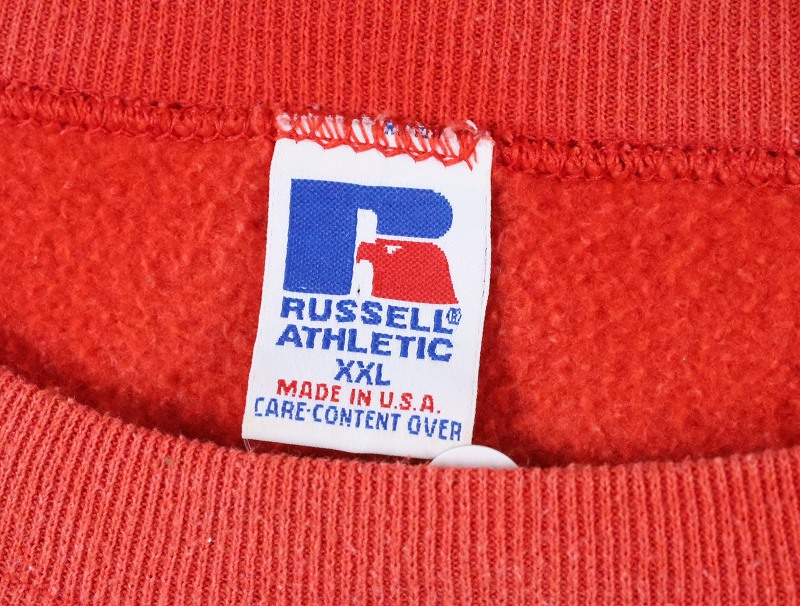 R
RUSSELL®
ATHLETIC
XXL
MADE IN U.S.A.
CARE-CONTENT OVER